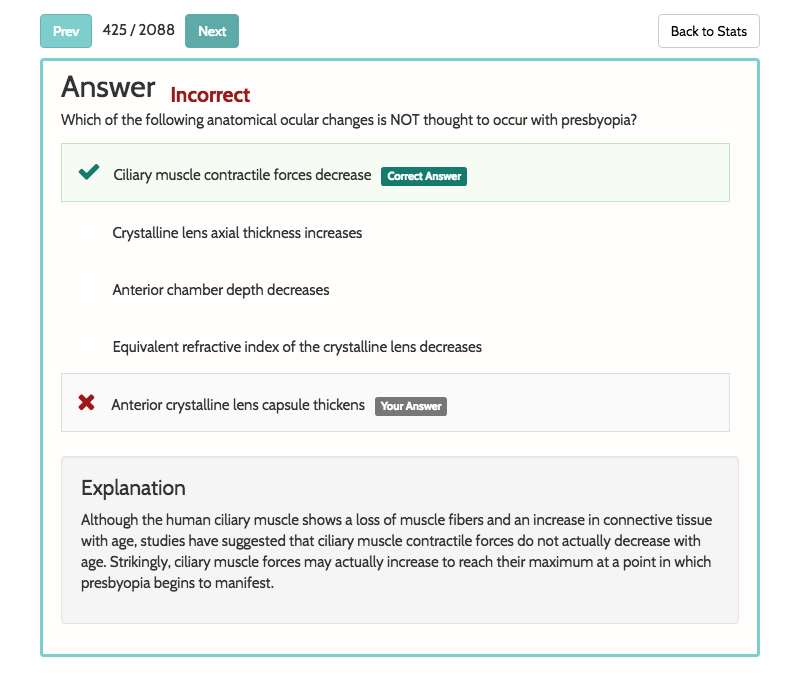 Prev 425 / 2088 Next Back to Stats
Answer Incorrect
Which of the following anatomical ocular changes is NOT thought to occur with presbyopia?
Ciliary muscle contractile forces decrease Correct Answer
Crystalline lens axial thickness increases
Anterior chamber depth decreases
Equivalent refractive index of the crystalline lens decreases
Anterior crystalline lens capsule thickens Your Answer
Explanation
Although the human ciliary muscle shows a loss of muscle fibers and an increase in connective tissue
with age, studies have suggested that ciliary muscle contractile forces do not actually decrease with
age. Strikingly, ciliary muscle forces may actually increase to reach their maximum at a point in which
presbyopia begins to manifest.